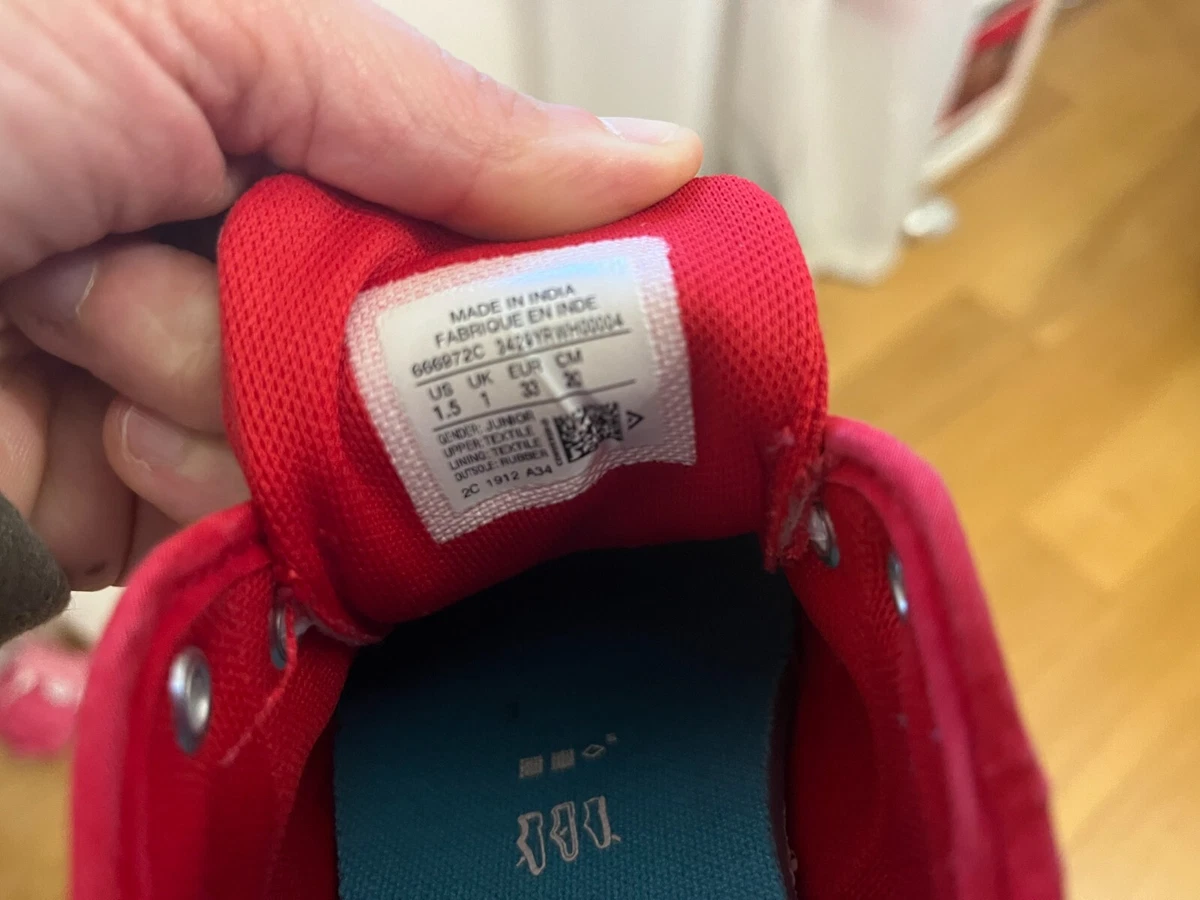 MADE IN INDIA
FABRIQUE EN INDE
666972C 3429YRWH00004
US UK EUR CM
1.5 1 33 20
GENDER: JUNIOR
UPPER: TEXTILE
LINING: TEXTILE
OUTSOLE: RUBBER
2C 1912 A34